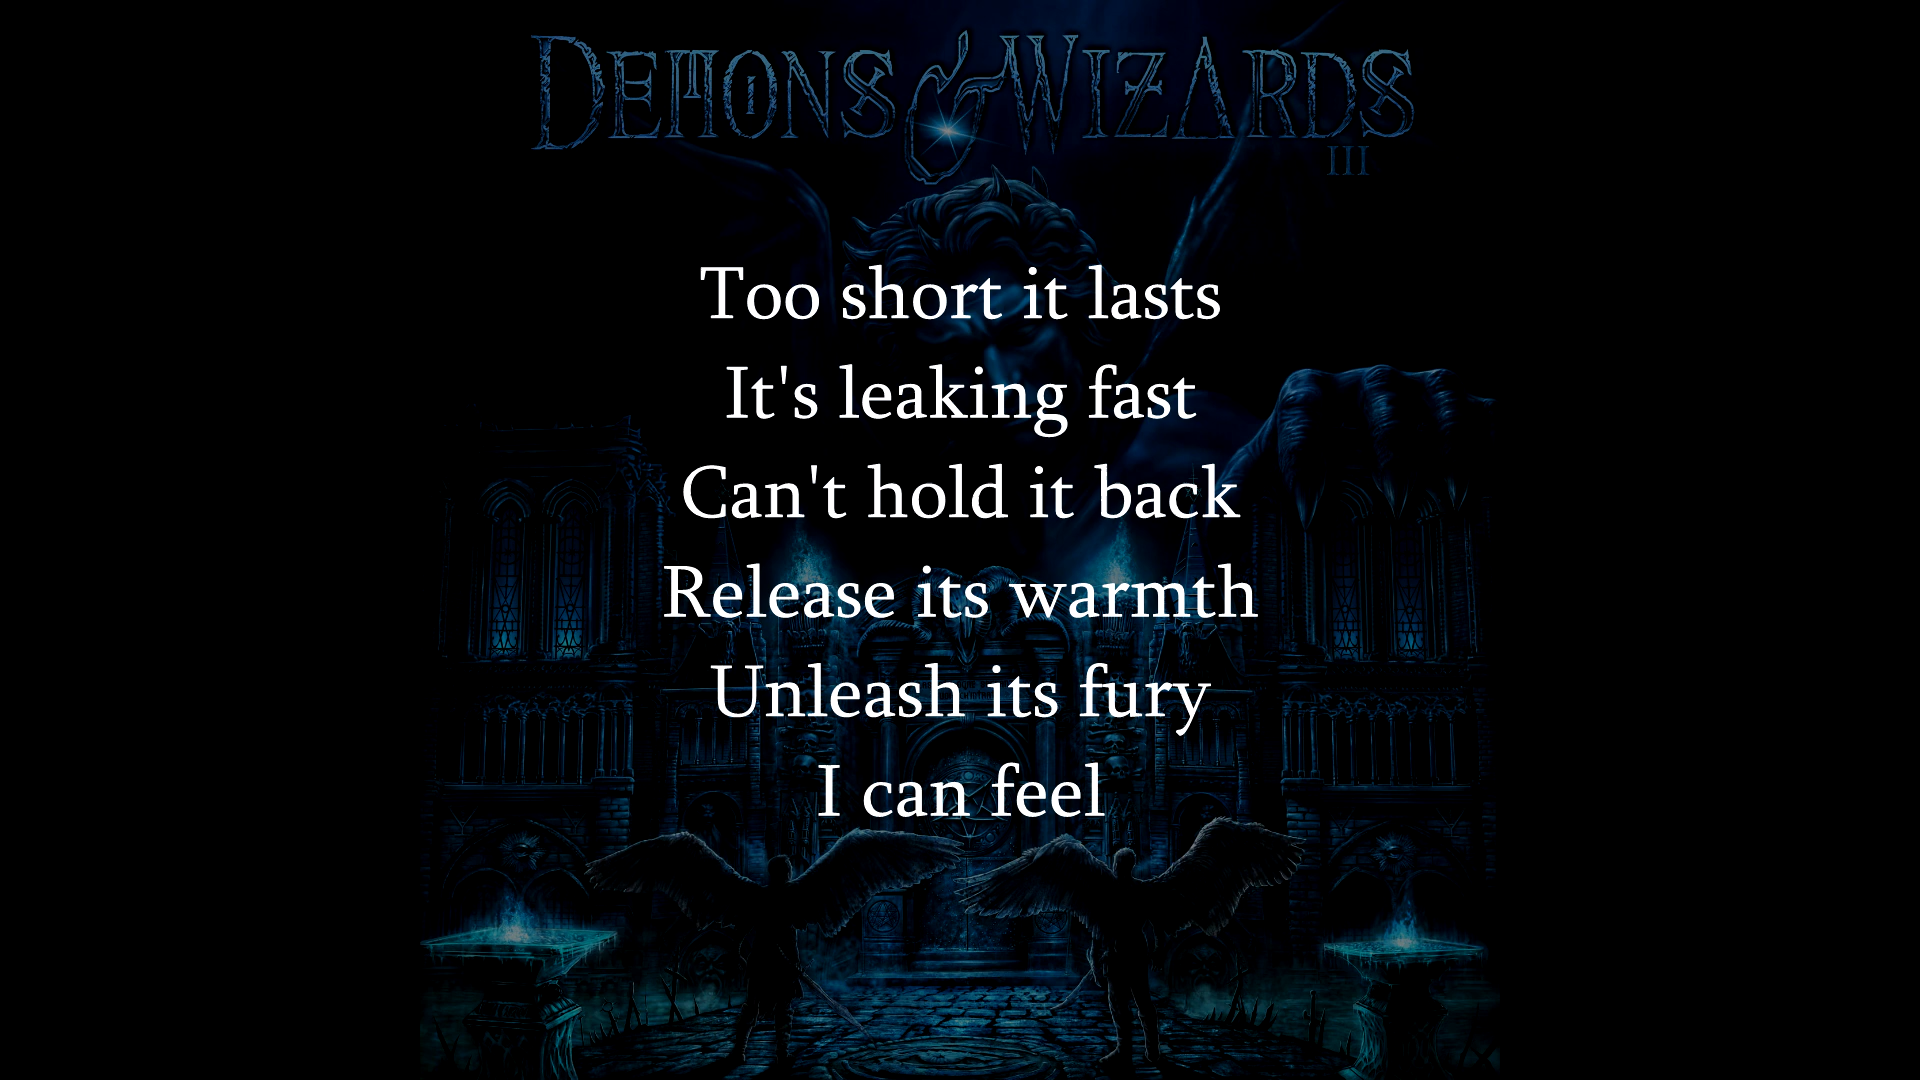 DEMONS & WIZARDS
III
Too short it lasts
It's leaking fast
Can't hold it back
Release its warmth
Unleash its fury
I can feel